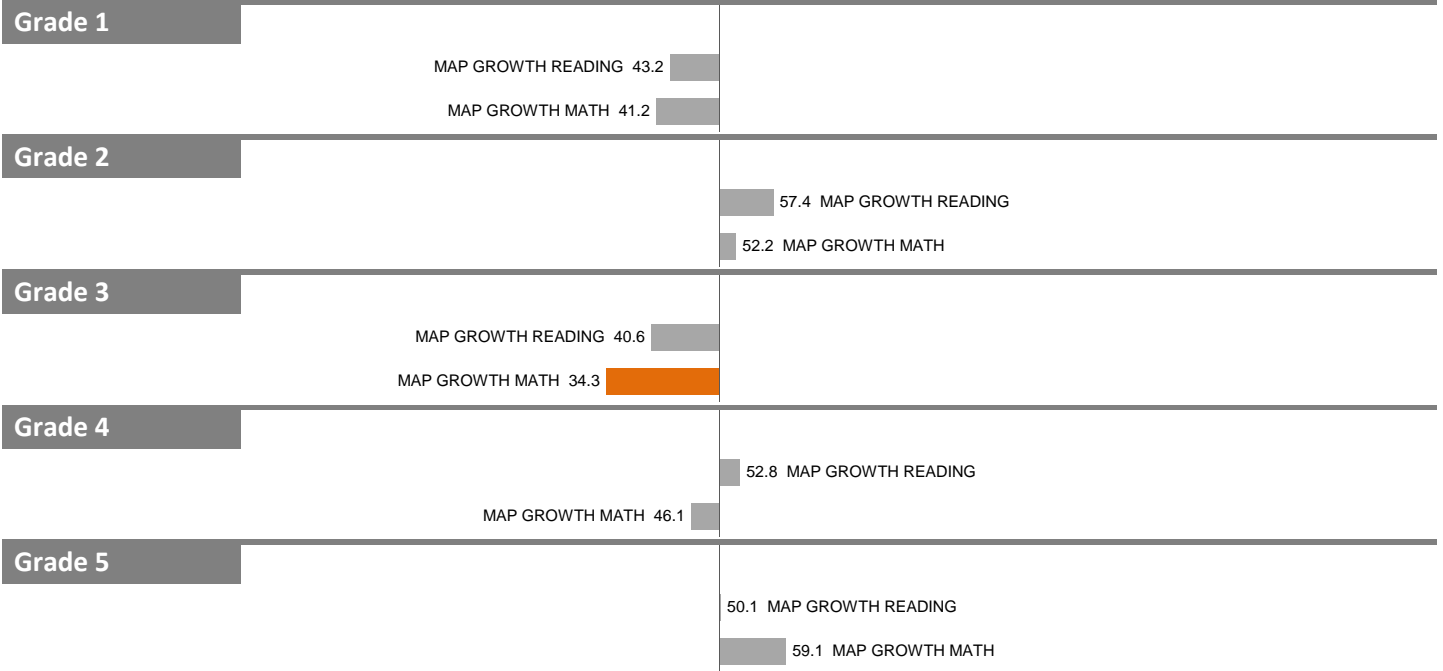 Grade 1
MAP GROWTH READING 43.2
MAP GROWTH MATH 41.2
Grade 2
57.4 MAP GROWTH READING
52.2 MAP GROWTH MATH
Grade 3
MAP GROWTH READING 40.6
MAP GROWTH MATH 34.3
Grade 4
52.8 MAP GROWTH READING
MAP GROWTH MATH 46.1
Grade 5
50.1 MAP GROWTH READING
59.1 MAP GROWTH MATH